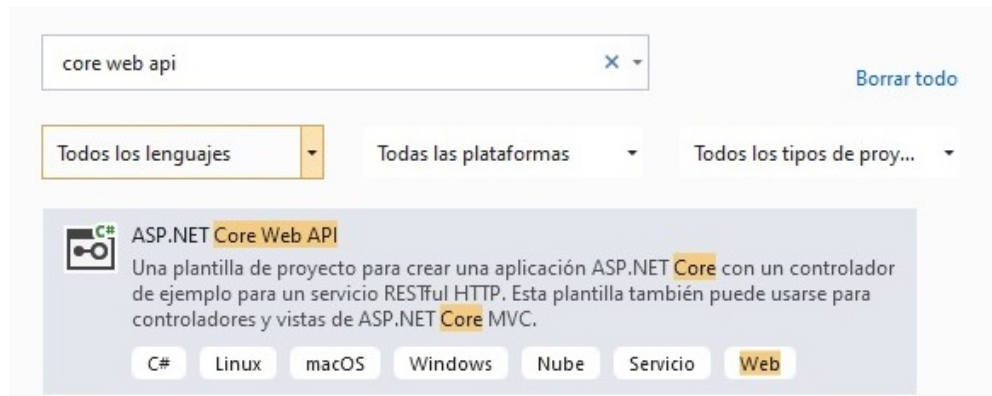 core web api
Borrar todo
Todos los lenguajes
Todas las plataformas
Todos los tipos de proy...
C#
ASP.NET Core Web API
Una plantilla de proyecto para crear una aplicación ASP.NET Core con un controlador
de ejemplo para un servicio RESTful HTTP. Esta plantilla también puede usarse para
controladores y vistas de ASP.NET Core MVC.
C# Linux macOS Windows Nube Servicio Web